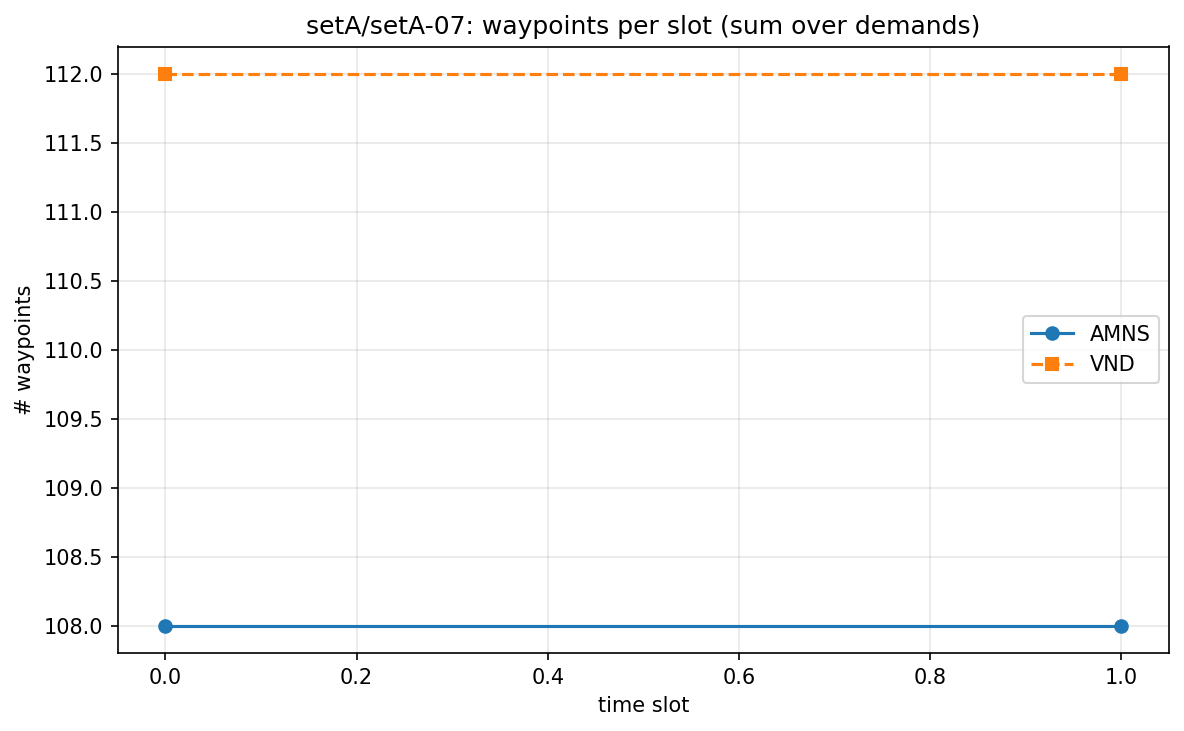 setA/setA-07: waypoints per slot (sum over demands)
112.0
111.5
111.0
110.5
110.0
109.5
109.0
108.5
108.0
# waypoints
AMNS
VND
0.0 0.2 0.4 0.6 0.8 1.0
time slot